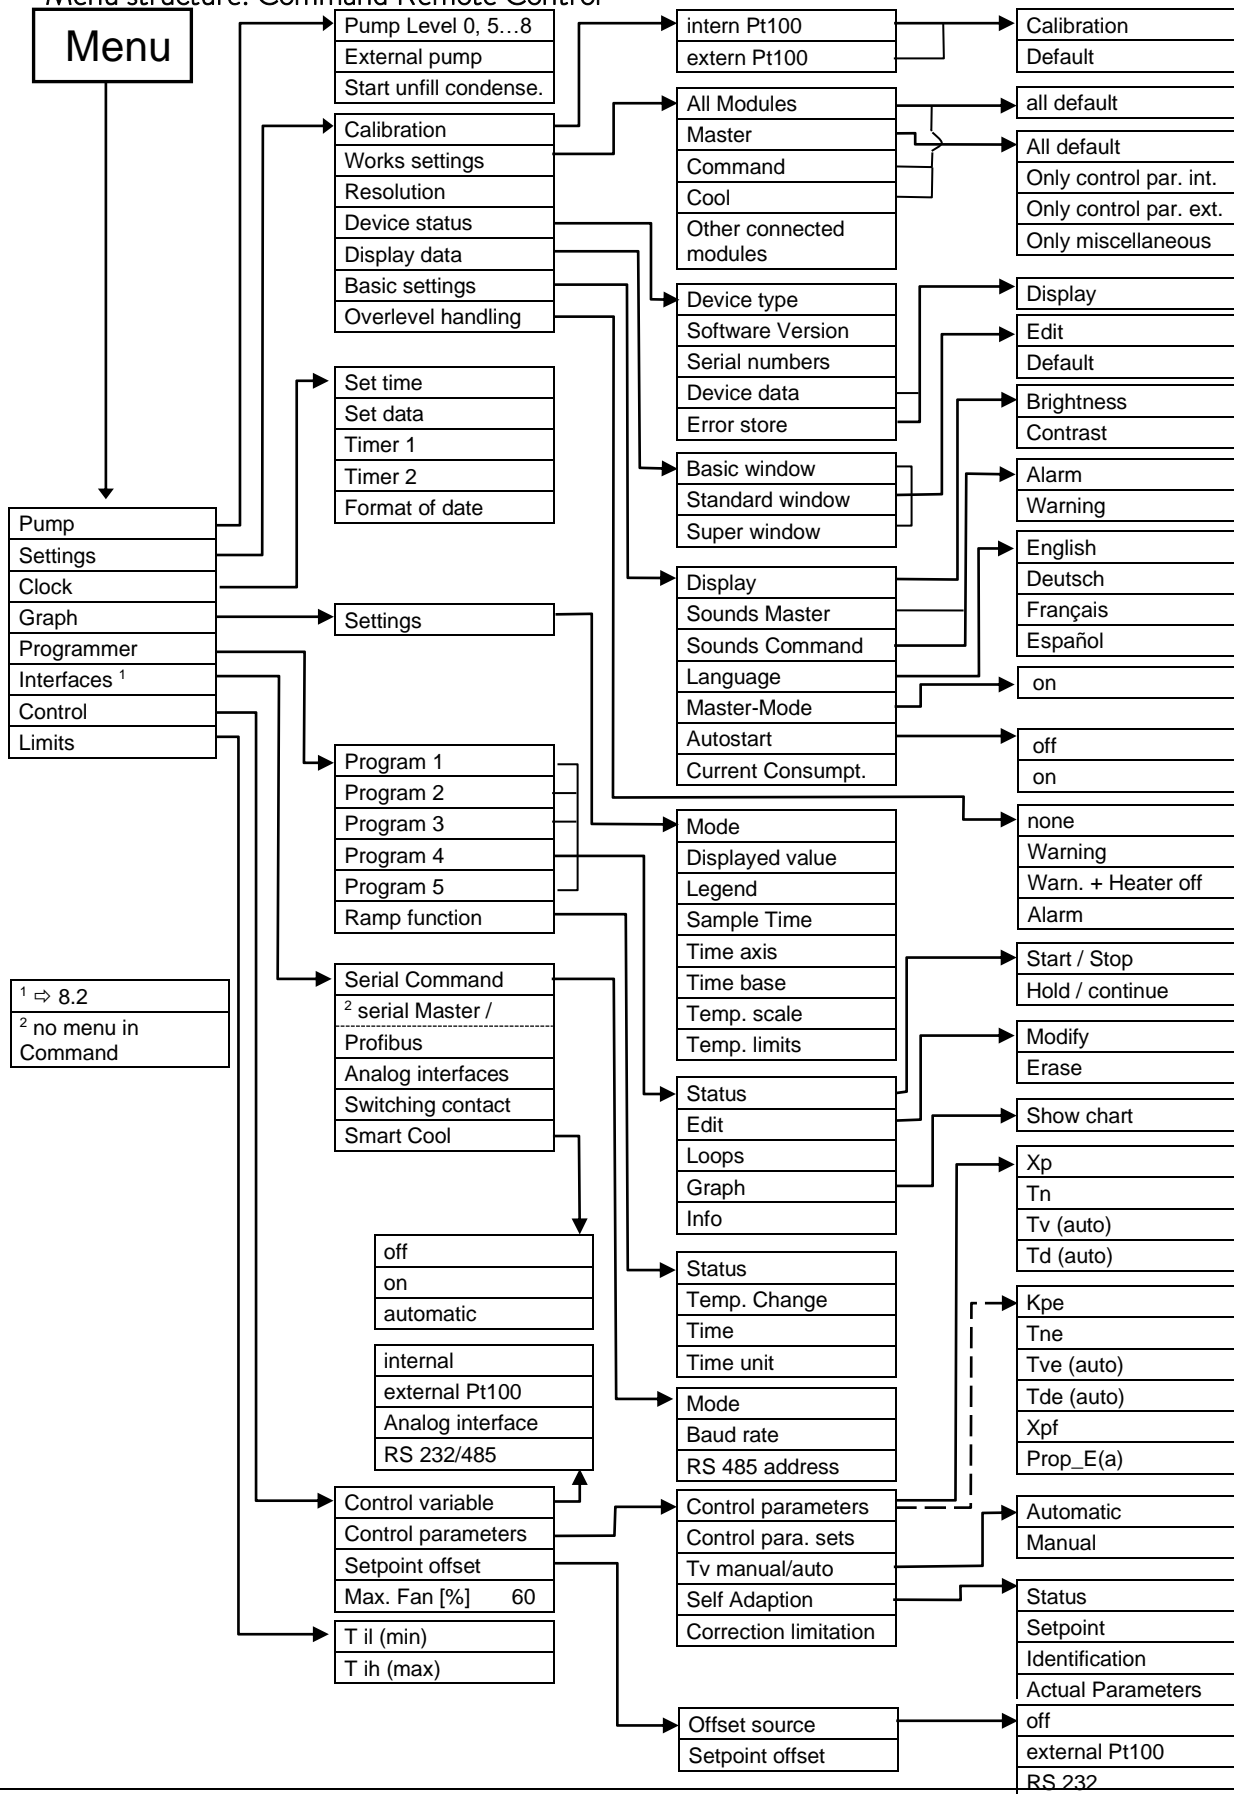 Menu structure: Command Remote Control
Menu
Pump
Settings
Clock
Graph
Programmer
Interfaces ¹
Control
Limits
¹ ⇨ 8.2
² no menu in
Command
Pump Level 0, 5…8
External pump
Start unfill condense.
Calibration
Works settings
Resolution
Device status
Display data
Basic settings
Overlevel handling
Set time
Set data
Timer 1
Timer 2
Format of date
Settings
Program 1
Program 2
Program 3
Program 4
Program 5
Ramp function
Serial Command
² serial Master /
Profibus
Analog interfaces
Switching contact
Smart Cool
off
on
automatic
internal
external Pt100
Analog interface
RS 232/485
Control variable
Control parameters
Setpoint offset
Max. Fan [%] 60
T il (min)
T ih (max)
intern Pt100
extern Pt100
All Modules
Master
Command
Cool
Other connected
modules
Device type
Software Version
Serial numbers
Device data
Error store
Basic window
Standard window
Super window
Display
Sounds Master
Sounds Command
Language
Master-Mode
Autostart
Current Consumpt.
Mode
Displayed value
Legend
Sample Time
Time axis
Time base
Temp. scale
Temp. limits
Status
Edit
Loops
Graph
Info
Status
Temp. Change
Time
Time unit
Mode
Baud rate
RS 485 address
Control parameters
Control para. sets
Tv manual/auto
Self Adaption
Correction limitation
Offset source
Setpoint offset
Calibration
Default
all default
All default
Only control par. int.
Only control par. ext.
Only miscellaneous
Display
Edit
Default
Brightness
Contrast
Alarm
Warning
English
Deutsch
Français
Español
on
off
on
none
Warning
Warn. + Heater off
Alarm
Start / Stop
Hold / continue
Modify
Erase
Show chart
Xp
Tn
Tv (auto)
Td (auto)
Kpe
Tne
Tve (auto)
Tde (auto)
Xpf
Prop_E(a)
Automatic
Manual
Status
Setpoint
Identification
Actual Parameters
off
external Pt100
RS 232